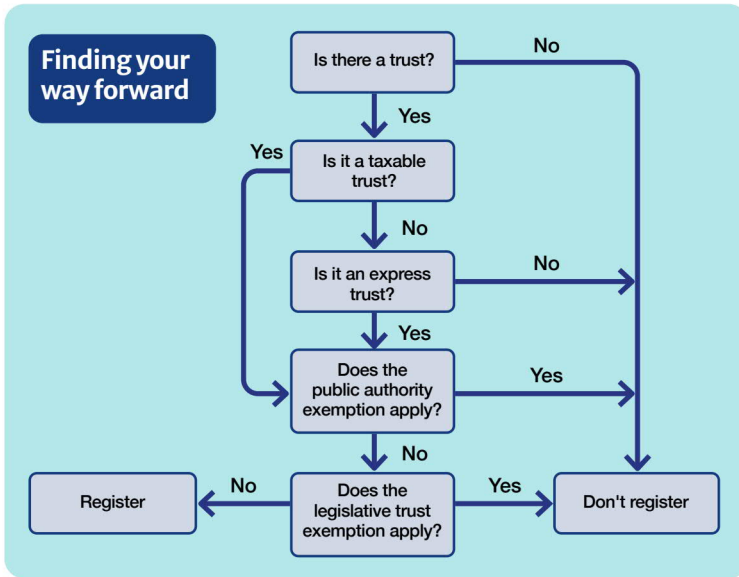 Finding your
way forward
Is there a trust?
No
Yes
Yes
Is it a taxable
trust?
No
Is it an express
trust?
No
Yes
Does the
public authority
exemption apply?
Yes
No
Register
No
Does the
legislative trust
exemption apply?
Yes
Don't register